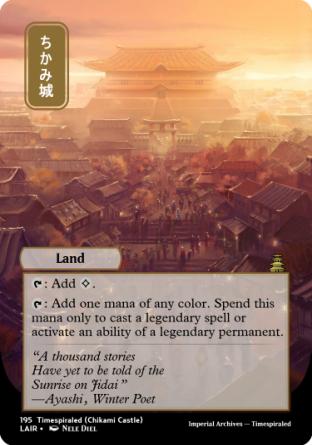 ちかみ城
Land
: Add .
: Add one mana of any color. Spend this
mana only to cast a legendary spell or
activate an ability of a legendary permanent.
“A thousand stories
Have yet to be told of the
Sunrise on Jidai”
—Ayashi, Winter Poet
195 Timespiraled (Chikami Castle)
LAIR • Nele Diel
Imperial Archives — Timespiraled